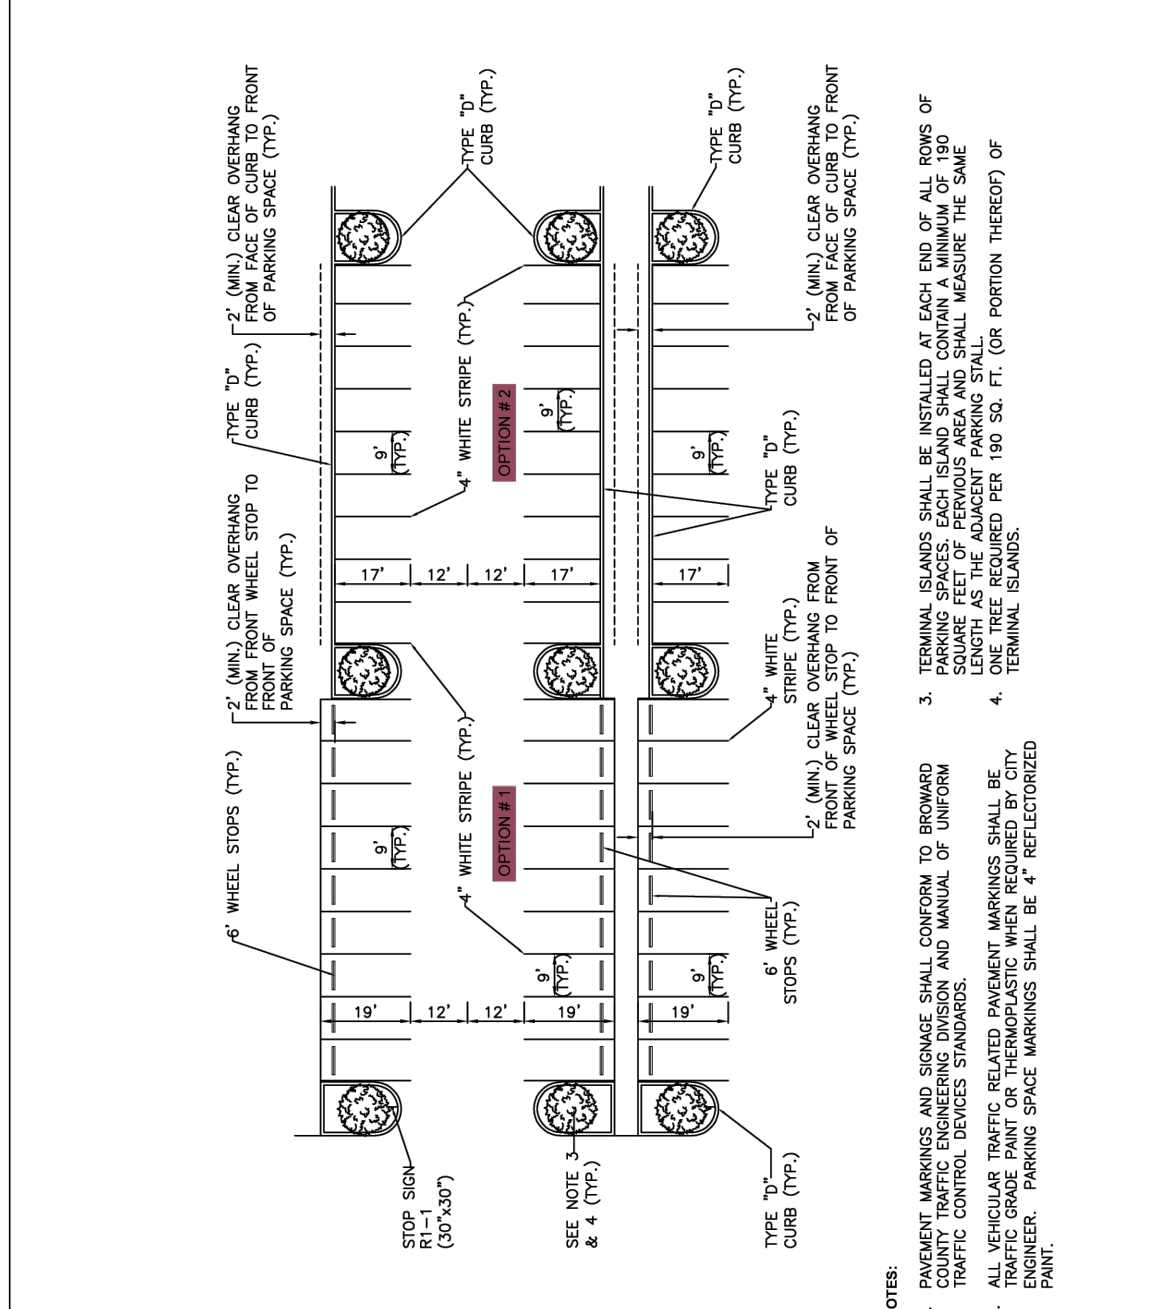 2' (MIN.) CLEAR OVERHANG
FROM FACE OF CURB TO FRONT
OF PARKING SPACE (TYP.)
TYPE "D"
CURB (TYP.)
2' (MIN.) CLEAR OVERHANG
FROM FRONT WHEEL STOP TO
FRONT OF
PARKING SPACE (TYP.)
6' WHEEL STOPS (TYP.)
TYPE "D"
CURB (TYP.)
TYPE "D"
CURB (TYP.)
2' (MIN.) CLEAR OVERHANG
FROM FACE OF CURB TO FRONT
OF PARKING SPACE (TYP.)
4" WHITE STRIPE (TYP.)
OPTION # 2
9'
(TYP.)
9'
(TYP.)
9'
(TYP.)
17'
12'
12'
17'
17'
TYPE "D"
CURB (TYP.)
4" WHITE STRIPE (TYP.)
OPTION # 1
9'
(TYP.)
9'
(TYP.)
9'
(TYP.)
19'
12'
12'
19'
19'
4" WHITE
STRIPE (TYP.)
2' (MIN.) CLEAR OVERHANG FROM
FRONT OF WHEEL STOP TO FRONT OF
PARKING SPACE (TYP.)
6' WHEEL
STOPS (TYP.)
STOP SIGN
R1-1
(30"x30")
SEE NOTE 3
& 4 (TYP.)
TYPE "D"
CURB (TYP.)
OTES:
PAVEMENT MARKINGS AND SIGNAGE SHALL CONFORM TO BROWARD
COUNTY TRAFFIC ENGINEERING DIVISION AND MANUAL OF UNIFORM
TRAFFIC CONTROL DEVICES STANDARDS.
ALL VEHICULAR TRAFFIC RELATED PAVEMENT MARKINGS SHALL BE
TRAFFIC GRADE PAINT OR THERMOPLASTIC WHEN REQUIRED BY CITY
ENGINEER. PARKING SPACE MARKINGS SHALL BE 4" REFLECTORIZED
PAINT.
3. TERMINAL ISLANDS SHALL BE INSTALLED AT EACH END OF ALL ROWS OF
PARKING SPACES. EACH ISLAND SHALL CONTAIN A MINIMUM OF 190
SQUARE FEET OF PERVIOUS AREA AND SHALL MEASURE THE SAME
LENGTH AS THE ADJACENT PARKING STALL.
4. ONE TREE REQUIRED PER 190 SQ. FT. (OR PORTION THEREOF) OF
TERMINAL ISLANDS.